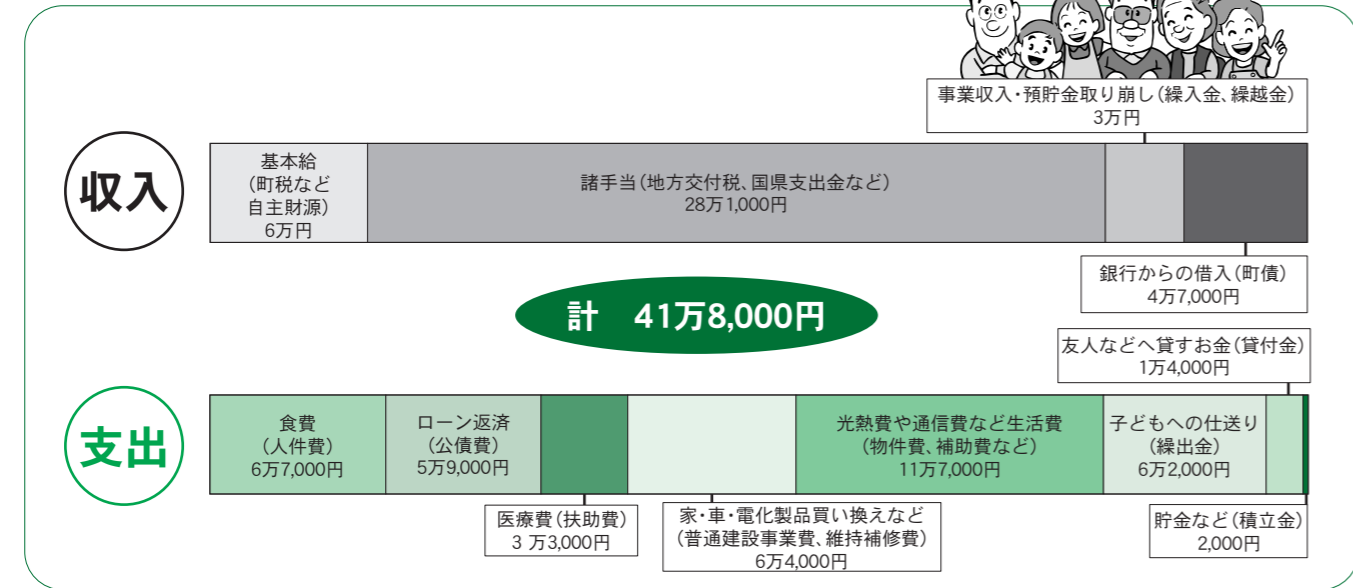 事業収入・預貯金取り崩し(繰入金、繰越金)
3万円
収入
基本給
(町税など
自主財源)
6万円
諸手当(地方交付税、国県支出金など)
28万1,000円
銀行からの借入(町債)
4万7,000円
計 41万8,000円
友人などへ貸すお金(貸付金)
1万4,000円
支出
食費
(人件費)
6万7,000円
ローン返済
(公債費)
5万9,000円
光熱費や通信費など生活費
(物件費、補助費など)
11万7,000円
子どもへの仕送り
(繰出金)
6万2,000円
医療費(扶助費)
3 万3,000円
家・車・電化製品買い換えなど
(普通建設事業費、維持補修費)
6万4,000円
貯金など(積立金)
2,000円